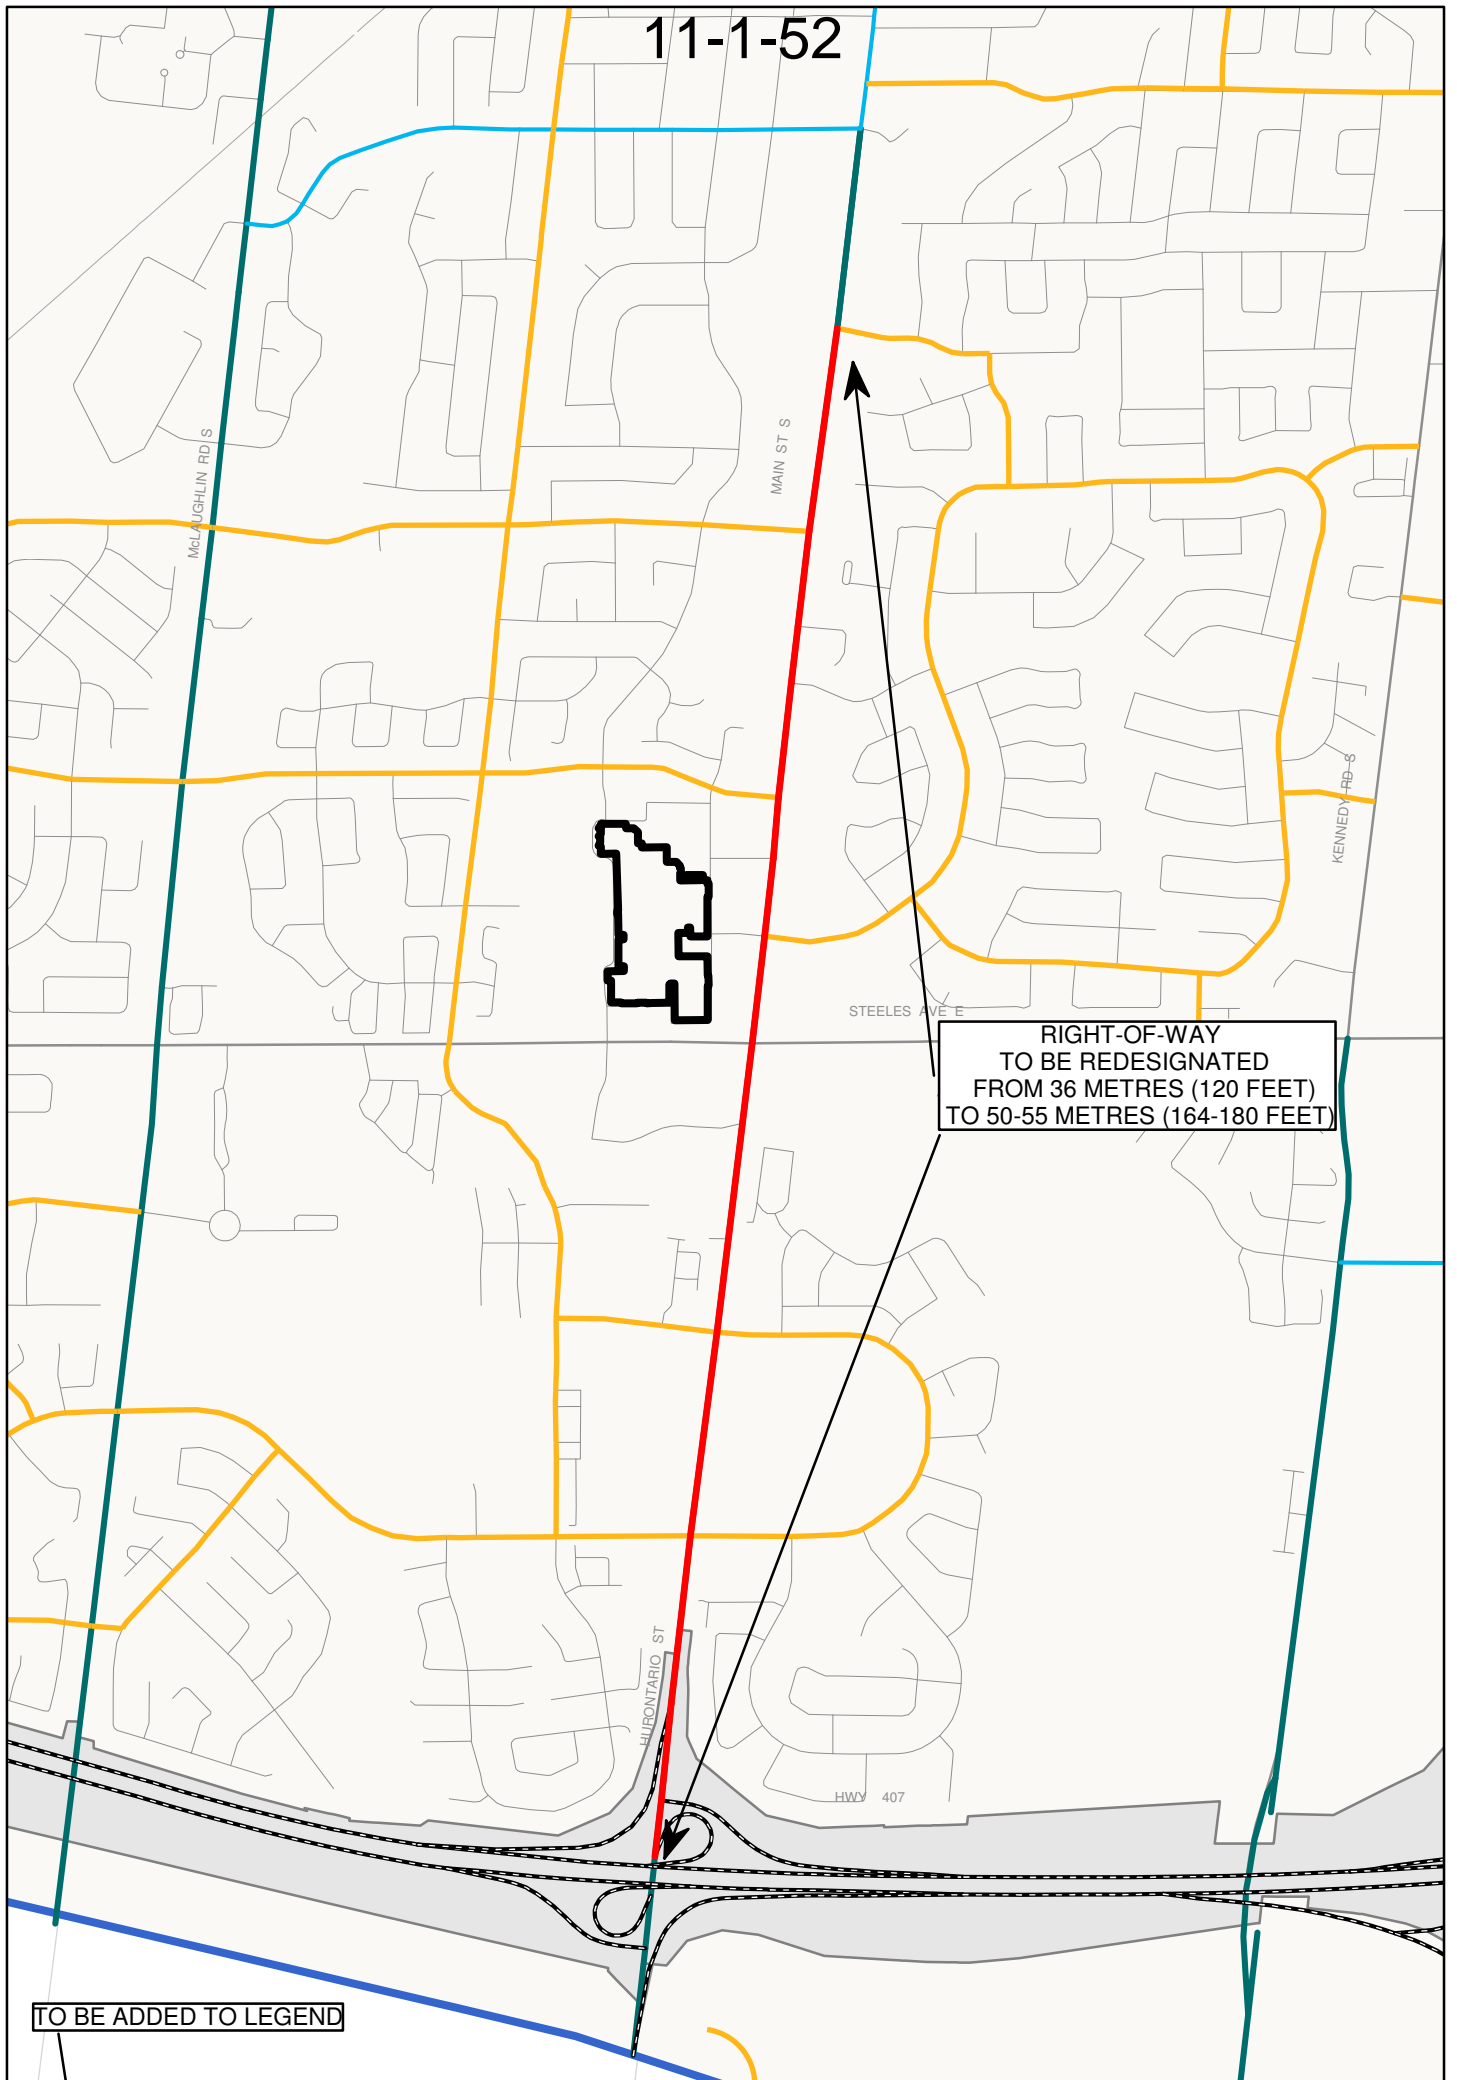 11-1-52
McLAUGHLIN RD S
MAIN ST S
KENNEDY RD S
STEELES AVE E
RIGHT-OF-WAY
TO BE REDESIGNATED
FROM 36 METRES (120 FEET)
TO 50-55 METRES (164-180 FEET)
HURONTARIO ST
HWY 407
TO BE ADDED TO LEGEND